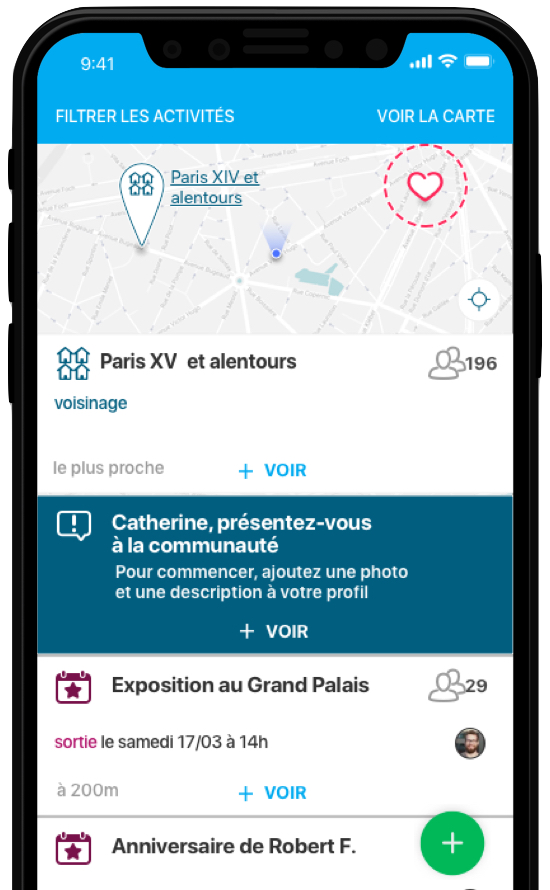 9:41
FILTRER LES ACTIVITÉS
VOIR LA CARTE
Paris XIV et
alentours
Paris XV et alentours
196
voisinage
le plus proche
+ VOIR
Catherine, présentez-vous
à la communauté
Pour commencer, ajoutez une photo
et une description à votre profil
+ VOIR
Exposition au Grand Palais
29
sortie le samedi 17/03 à 14h
à 200m
+ VOIR
Anniversaire de Robert F.
+